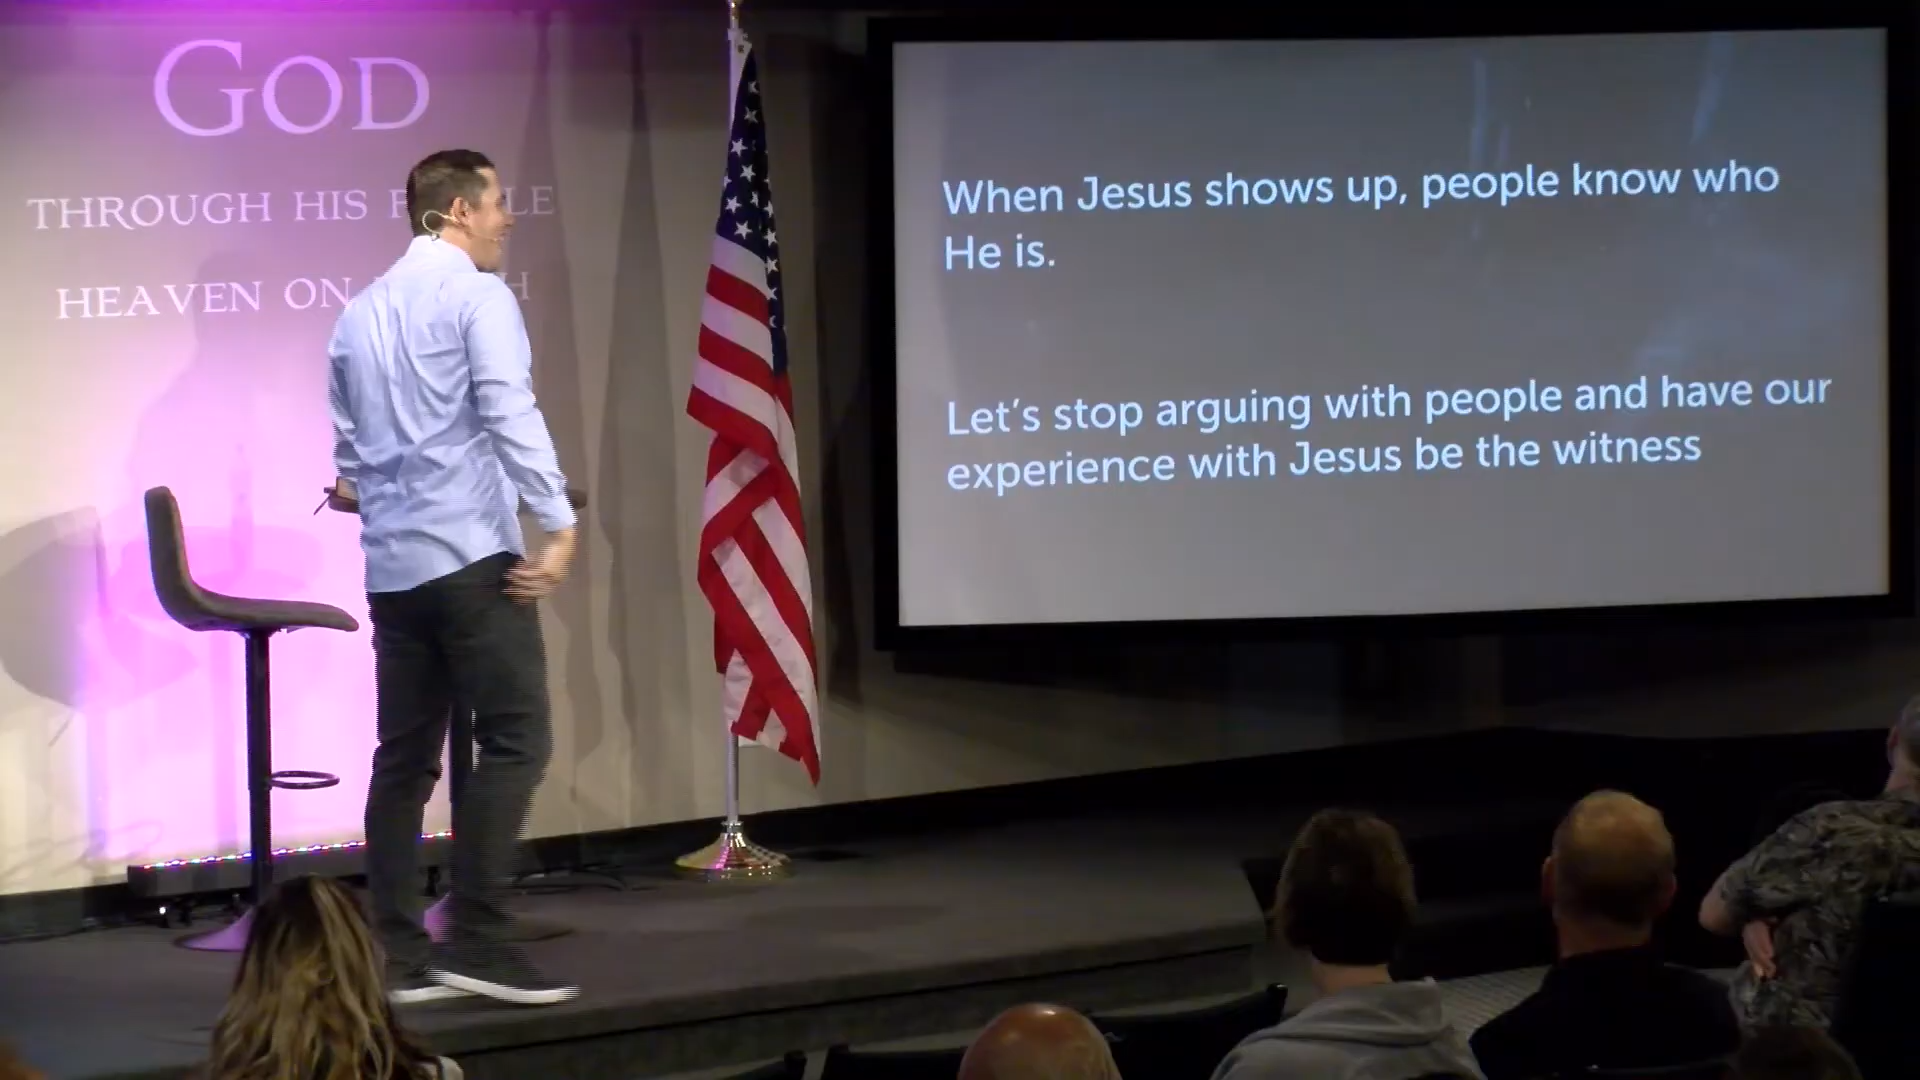 GOD
THROUGH HIS
HEAVEN ON
When Jesus shows up, people know who
He is.
Let's stop arguing with people and have our
experience with Jesus be the witness